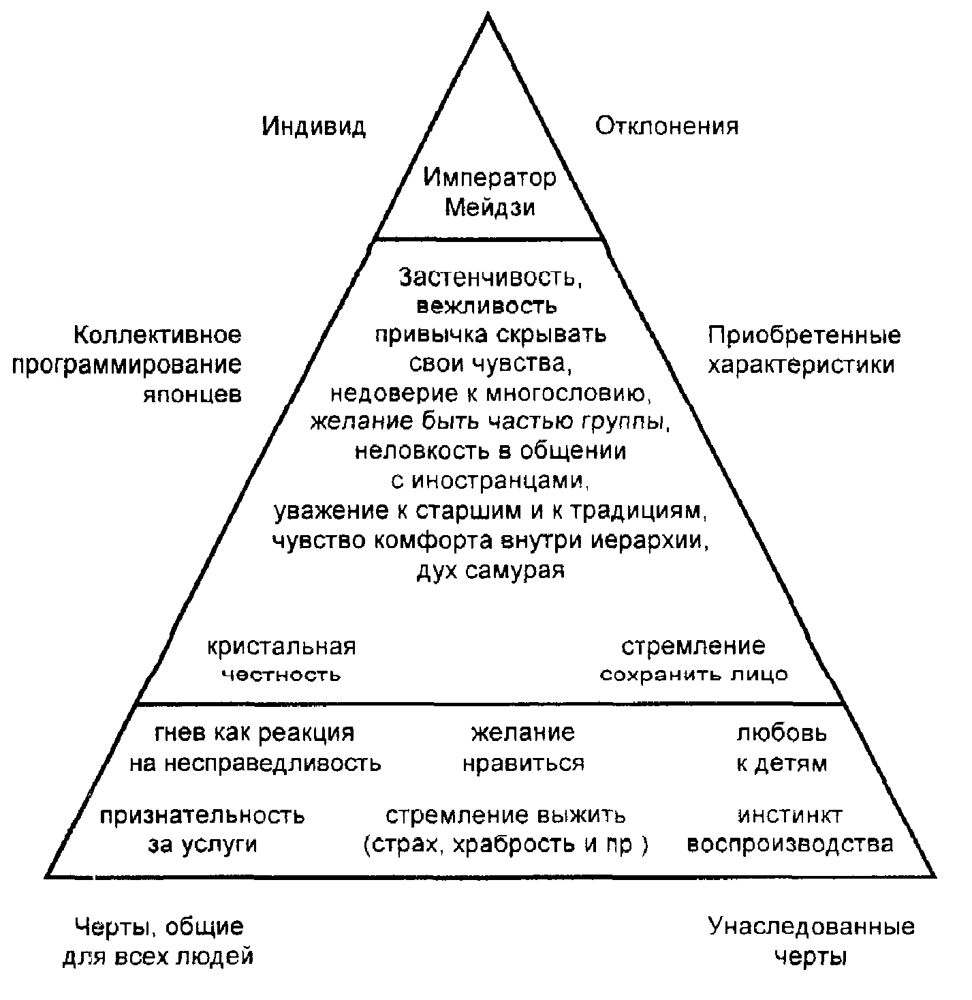 Индивид
Отклонения
Император
Мейдзи
Застенчивость,
вежливость
привычка скрывать
свои чувства,
недоверие к многословию,
желание быть частью группы,
неловкость в общении
с иностранцами,
уважение к старшим и к традициям,
чувство комфорта внутри иерархии,
дух самурая
Коллективное
программирование
японцев
Приобретенные
характеристики
кристальная
честность
стремление
сохранить лицо
гнев как реакция
на несправедливость
желание
нравиться
любовь
к детям
признательность
за услуги
стремление выжить
(страх, храбрость и пр )
инстинкт
воспроизводства
Черты, общие
для всех людей
Унаследованные
черты